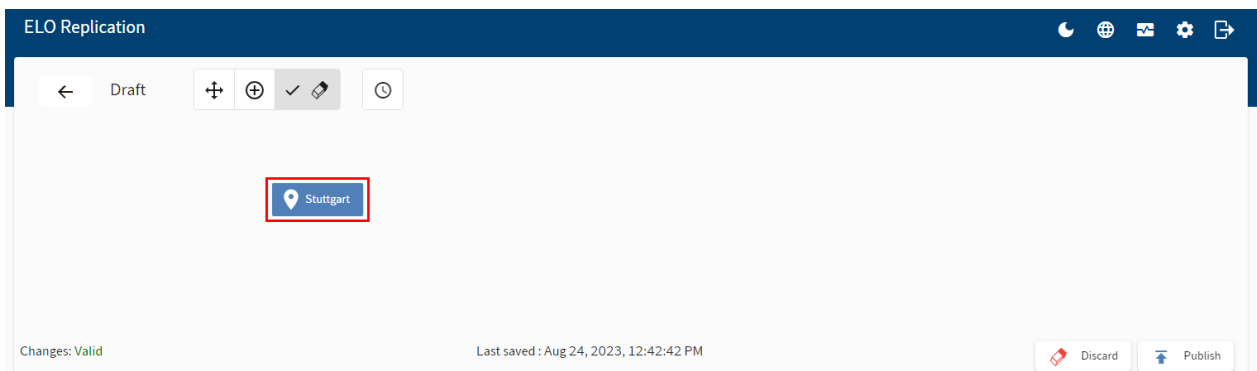 ELO Replication
Draft
Stuttgart
Changes: Valid
Last saved : Aug 24, 2023, 12:42:42 PM
Discard
Publish